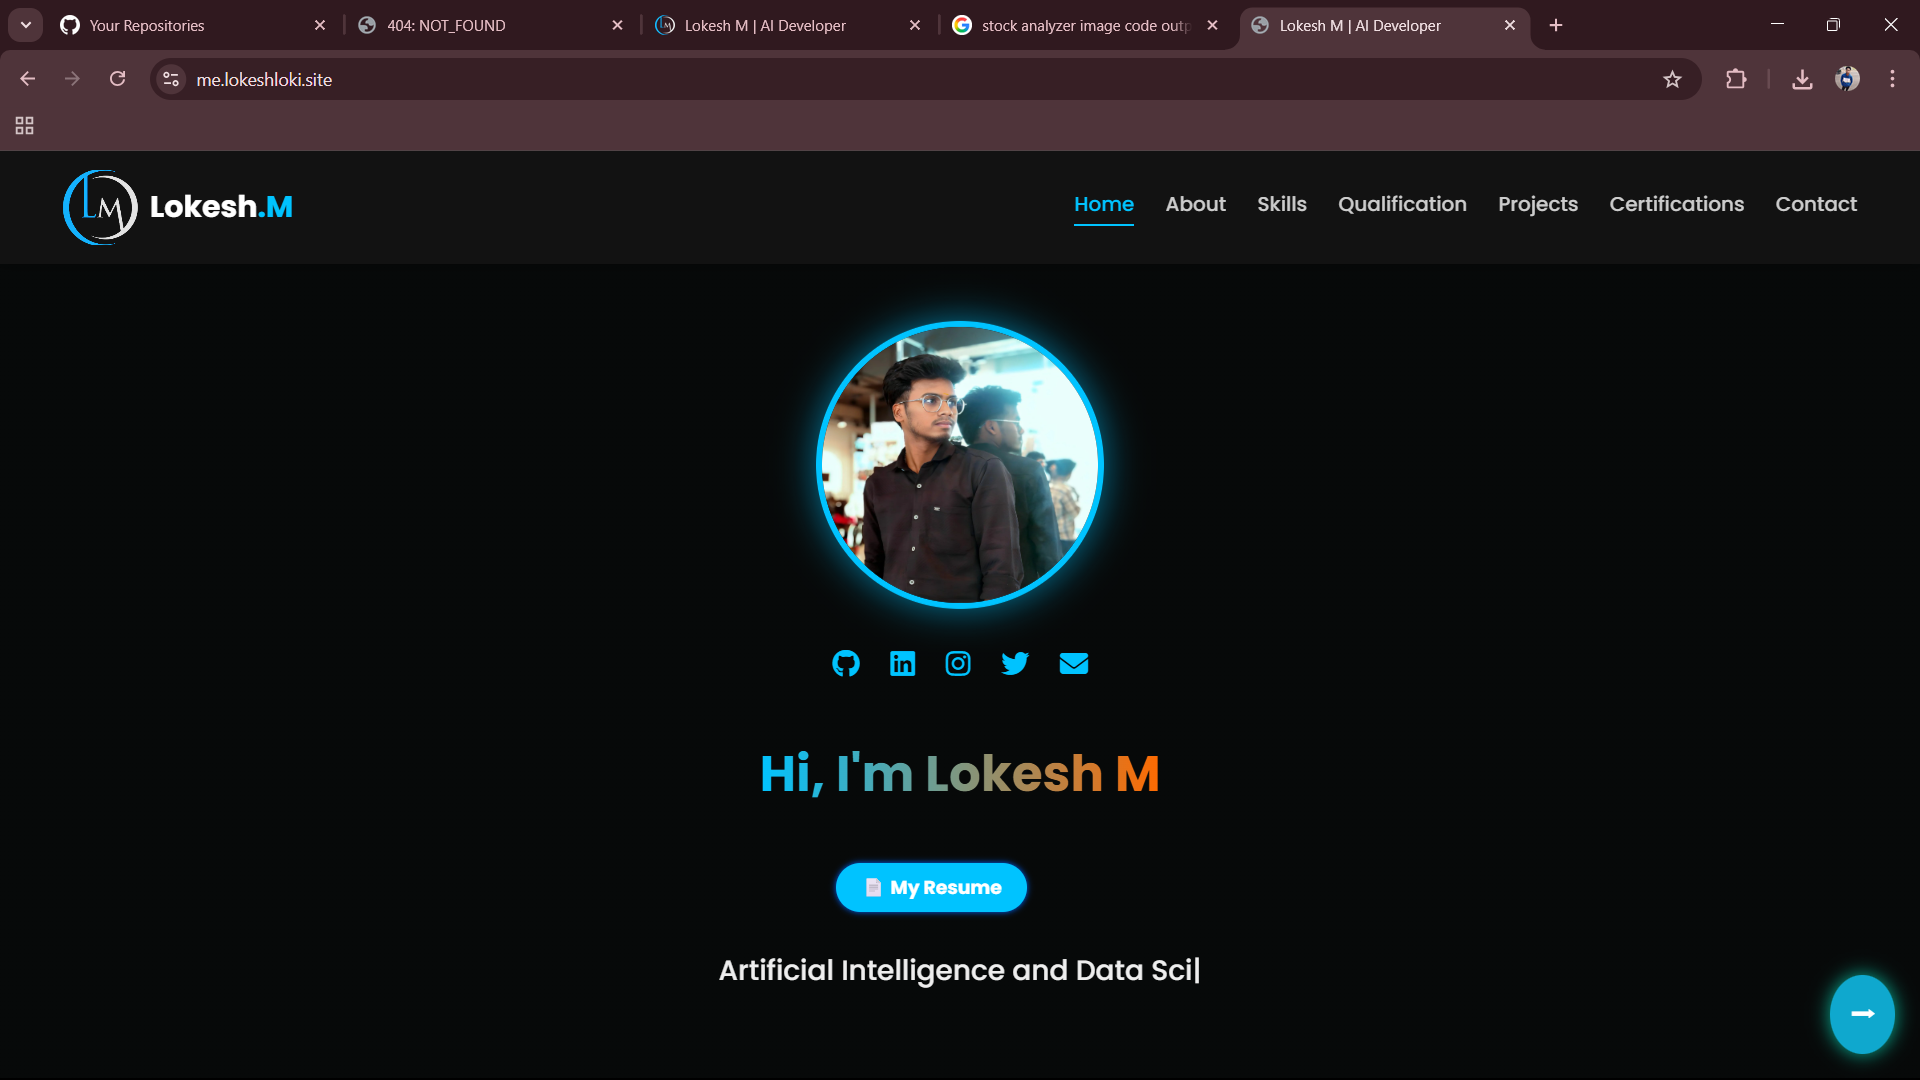 Your Repositories
404: NOT_FOUND
Lokesh M | AI Developer
stock analyzer image code outp
Lokesh M | AI Developer
me.lokeshloki.site
LM Lokesh.M
Home About Skills Qualification Projects Certifications Contact
Hi, I'm Lokesh M
My Resume
Artificial Intelligence and Data Sci|